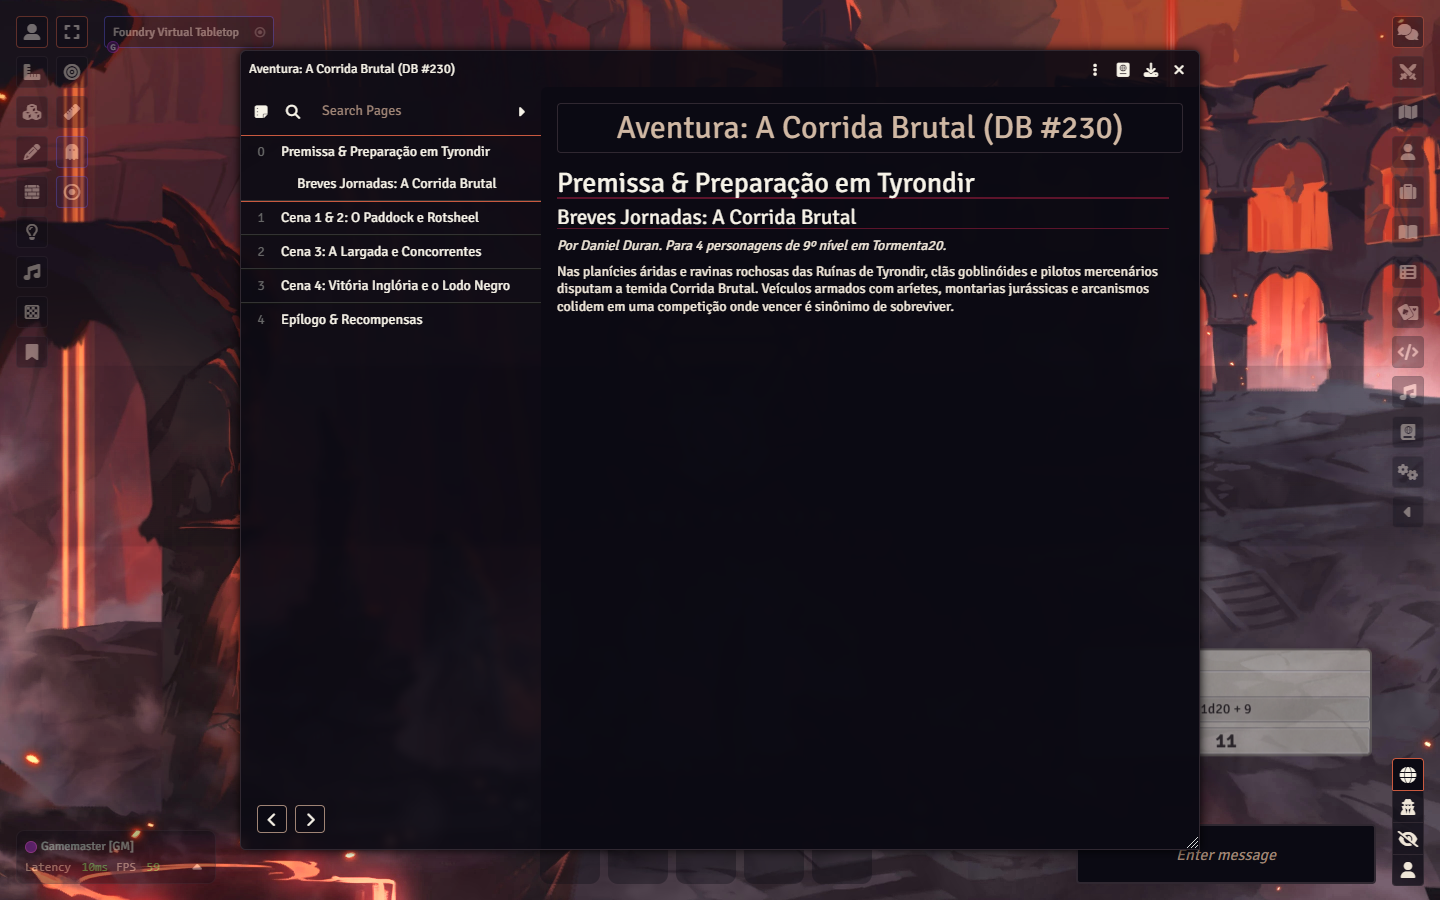 Foundry Virtual Tabletop
G
Aventura: A Corrida Brutal (DB #230)
Search Pages
0 Premissa & Preparação em Tyrondir
Breves Jornadas: A Corrida Brutal
1 Cena 1 & 2: O Paddock e Rotsheel
2 Cena 3: A Largada e Concorrentes
3 Cena 4: Vitória Inglória e o Lodo Negro
4 Epílogo & Recompensas
Aventura: A Corrida Brutal (DB #230)
Premissa & Preparação em Tyrondir
Breves Jornadas: A Corrida Brutal
Por Daniel Duran. Para 4 personagens de 9º nível em Tormenta20.
Nas planícies áridas e ravinas rochosas das Ruínas de Tyrondir, clãs goblinóides e pilotos mercenários
disputam a temida Corrida Brutal. Veículos armados com aríetes, montarias jurássicas e arcanismos
colidem em uma competição onde vencer é sinônimo de sobreviver.
1d20 + 9
11
Gamemaster [GM]
Latency 10ms FPS 59
Enter message